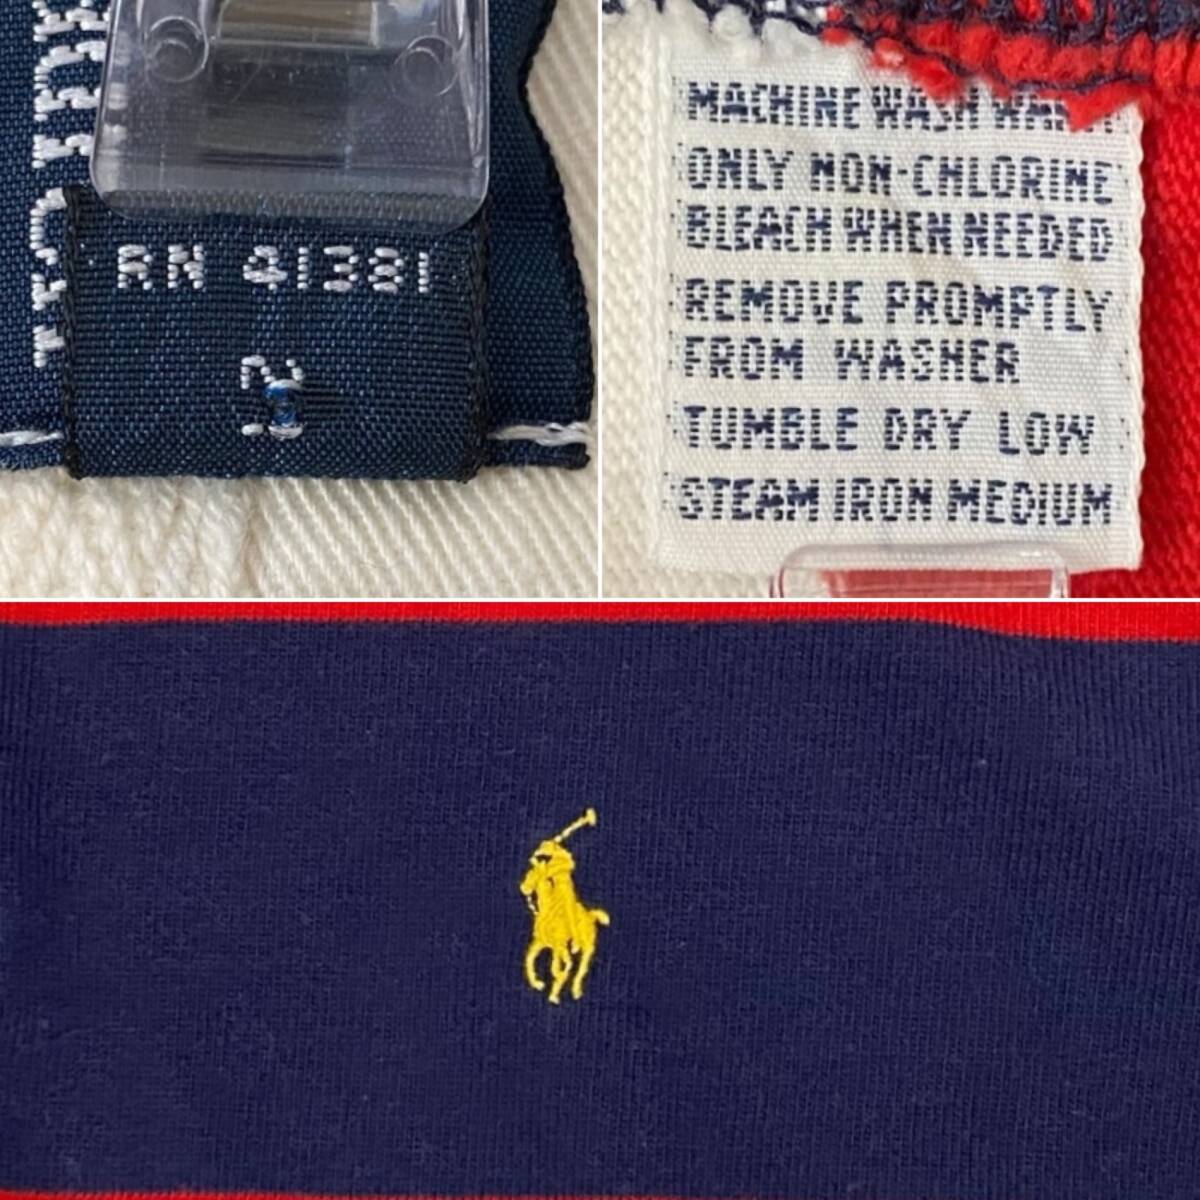 RN 41381
MACHINE WASH
ONLY NON-CHLORINE
BLEACH WHEN NEEDED
REMOVE PROMPTLY
FROM WASHER
TUMBLE DRY LOW
STEAM IRON MEDIUM